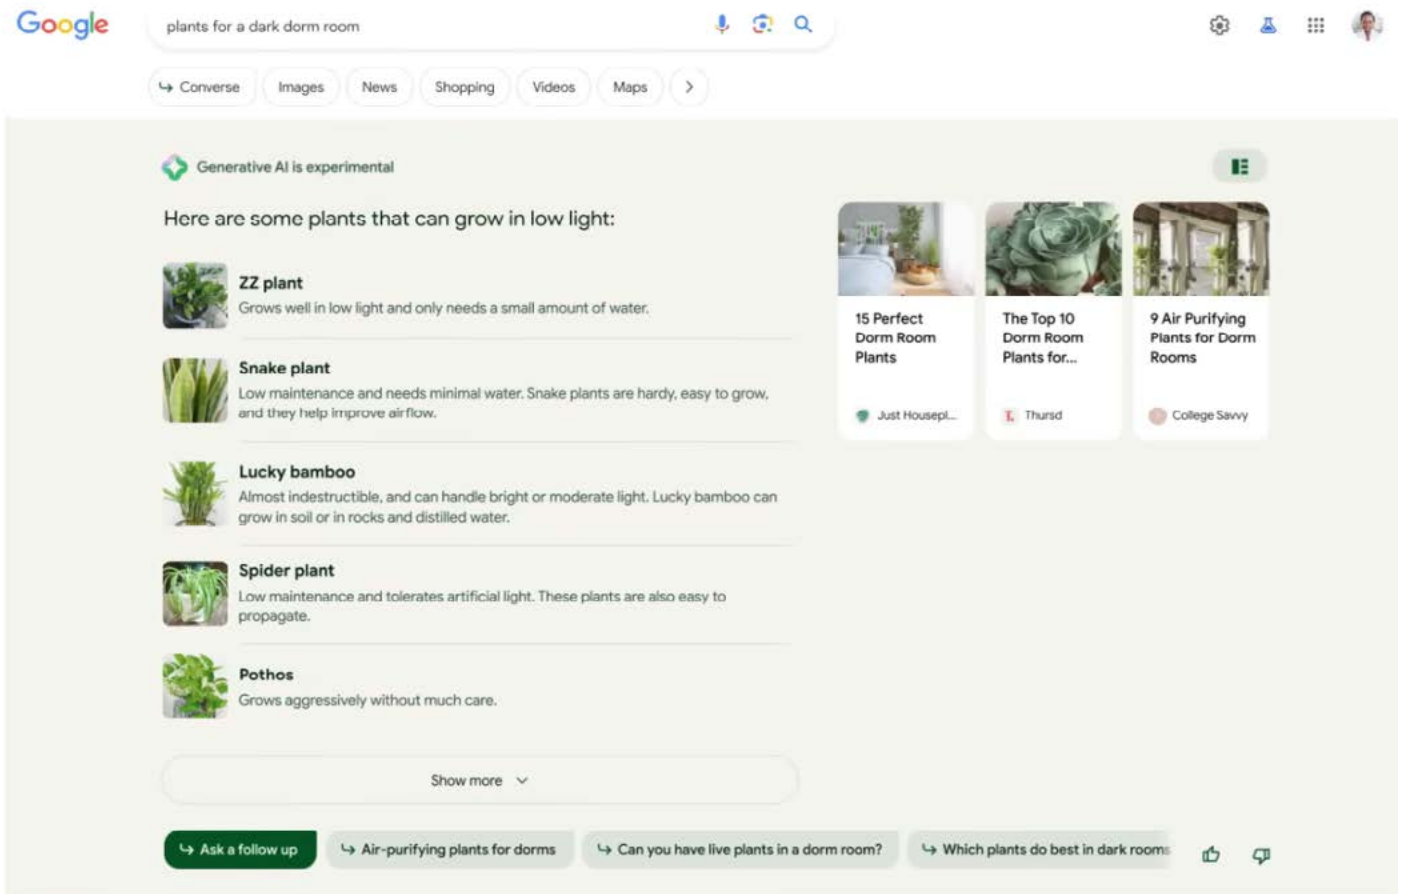 Google
plants for a dark dorm room
Converse
Images
News
Shopping
Videos
Maps
Generative AI is experimental
Here are some plants that can grow in low light:
ZZ plant
Grows well in low light and only needs a small amount of water.
Snake plant
Low maintenance and needs minimal water. Snake plants are hardy, easy to grow,
and they help improve airflow.
Lucky bamboo
Almost indestructible, and can handle bright or moderate light. Lucky bamboo can
grow in soil or in rocks and distilled water.
Spider plant
Low maintenance and tolerates artificial light. These plants are also easy to
propagate.
Pothos
Grows aggressively without much care.
Show more
15 Perfect
Dorm Room
Plants
Just Housepl...
The Top 10
Dorm Room
Plants for...
T.
Thursd
9 Air Purifying
Plants for Dorm
Rooms
College Savvy
Ask a follow up
Air-purifying plants for dorms
Can you have live plants in a dorm room?
Which plants do best in dark rooms